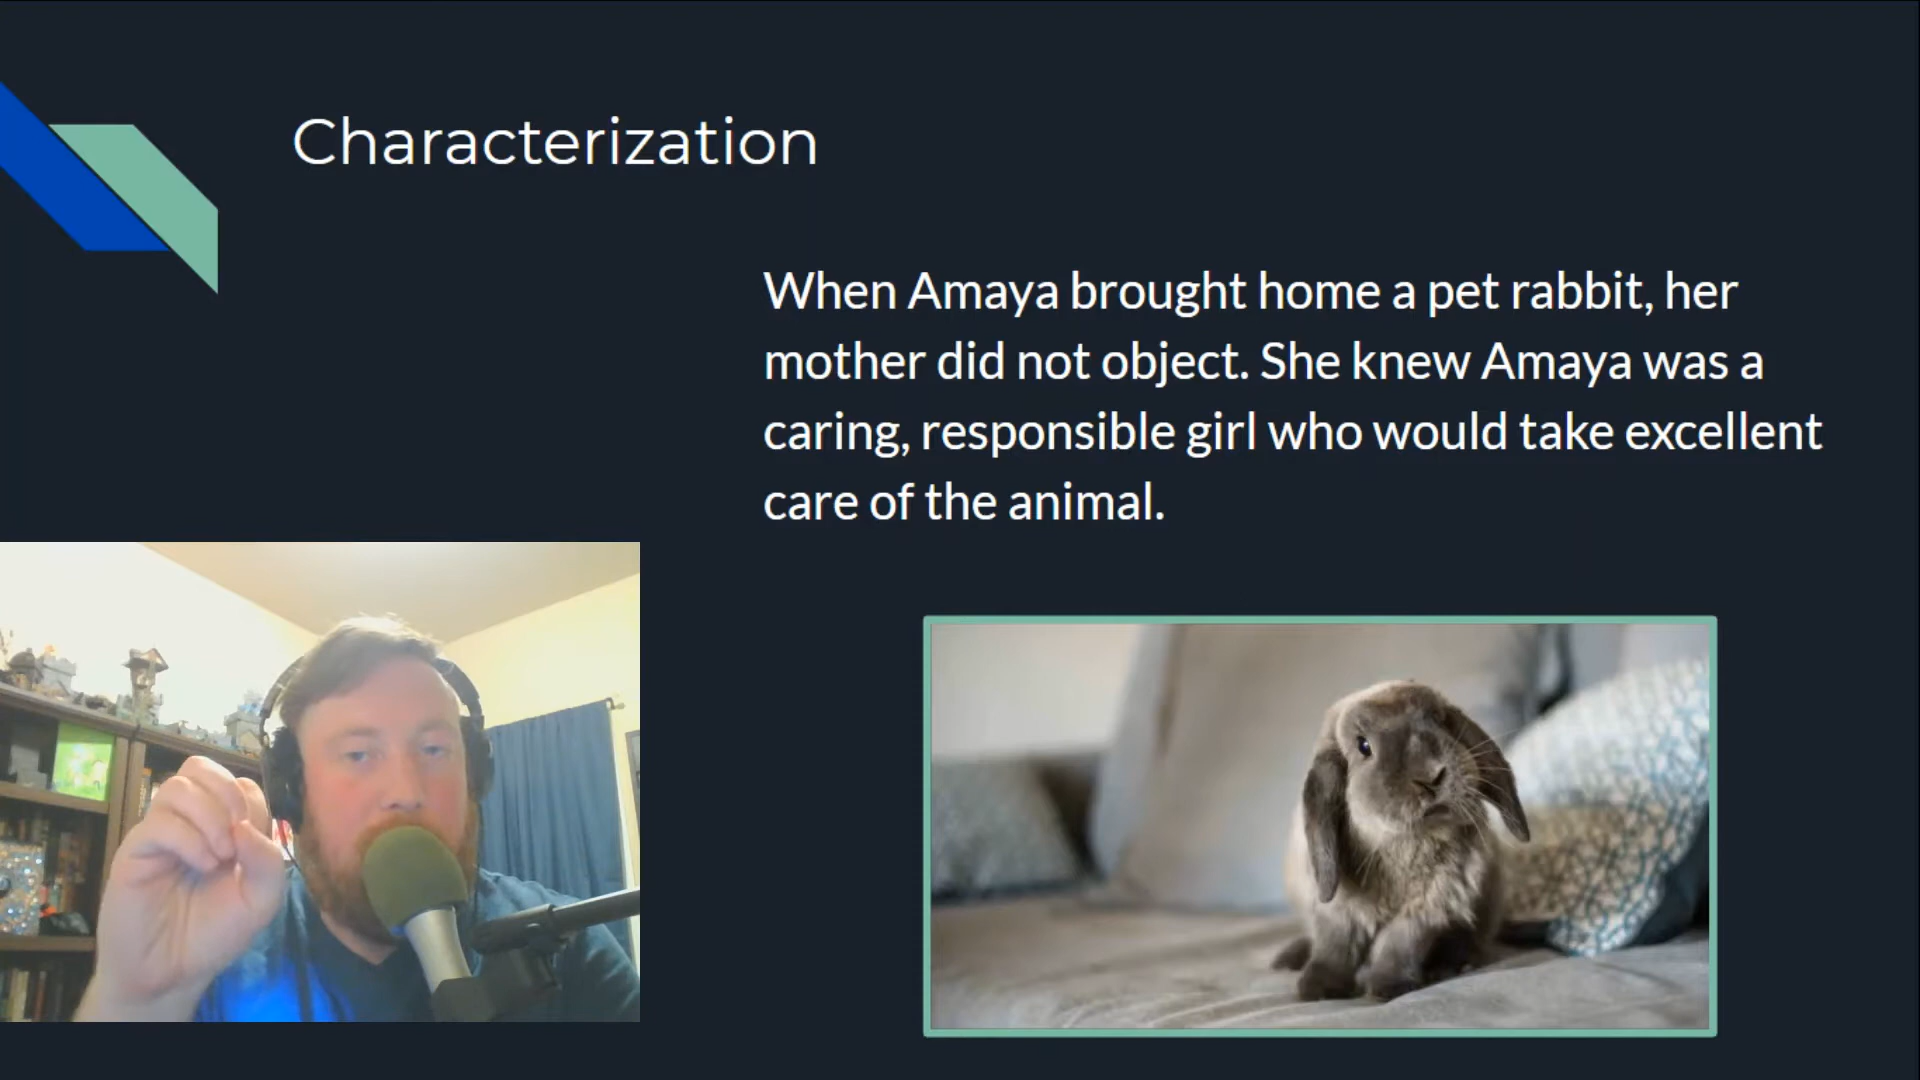 Characterization
When Amaya brought home a pet rabbit, her
mother did not object. She knew Amaya was a
caring, responsible girl who would take excellent
care of the animal.